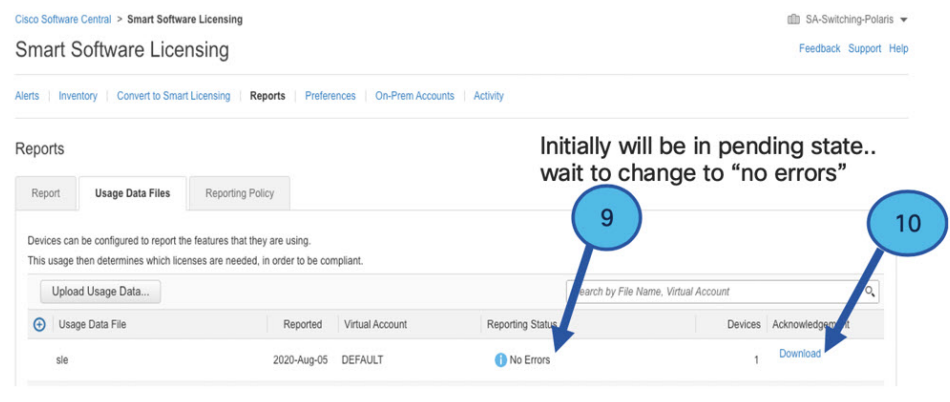 Cisco Software Central > Smart Software Licensing
SA-Switching-Polaris
Smart Software Licensing
Feedback Support Help
Alerts | Inventory | Convert to Smart Licensing | Reports | Preferences | On-Prem Accounts | Activity
Reports
Initially will be in pending state..
wait to change to “no errors”
Report
Usage Data Files
Reporting Policy
9
10
Devices can be configured to report the features that they are using.
This usage then determines which licenses are needed, in order to be compliant.
Upload Usage Data...
Search by File Name, Virtual Account
Usage Data File Reported Virtual Account Reporting Status Devices Acknowledgement
sle 2020-Aug-05 DEFAULT No Errors 1 Download